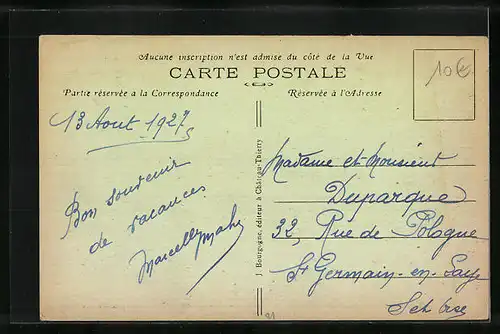 Aucune inscription n'est admise du côté de la Vue
CARTE POSTALE
Partie réservée a la Correspondance
Réservée à l'Adresse
10€
13 Aout 1927
Bon souvenir
de vacances
J. Bourgogne, éditeur à Château-Thierry
Madame et Monsieur
Duparque
32, Rue de Pologne
St Germain-en-Laye
Set Oise
91